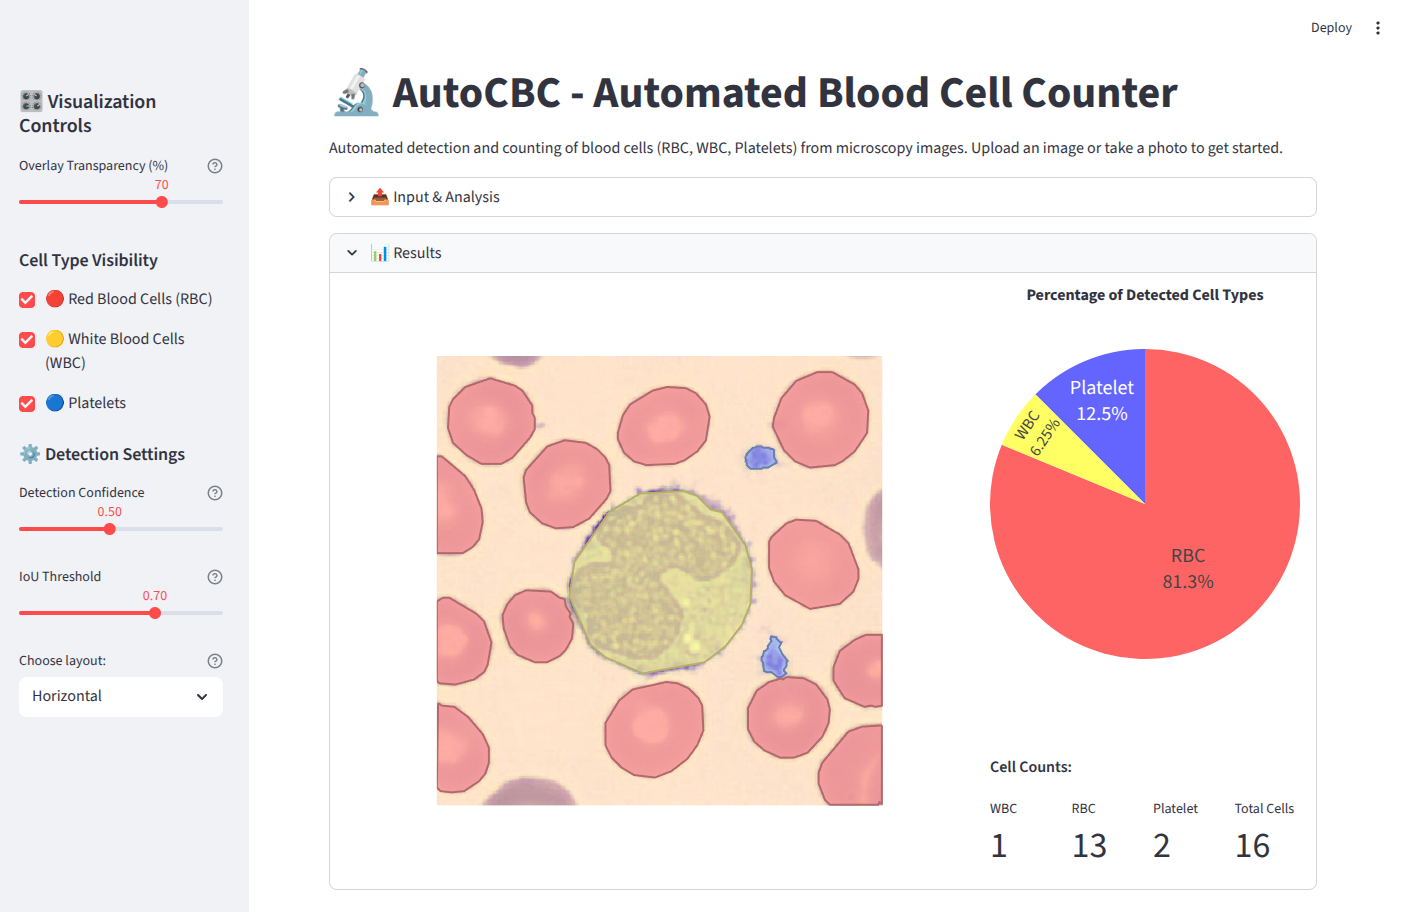 Deploy
Visualization
Controls
Overlay Transparency (%)
70
Cell Type Visibility
Red Blood Cells (RBC)
White Blood Cells
(WBC)
Platelets
Detection Settings
Detection Confidence
0.50
IoU Threshold
0.70
Choose layout:
Horizontal
AutoCBC - Automated Blood Cell Counter
Automated detection and counting of blood cells (RBC, WBC, Platelets) from microscopy images. Upload an image or take a photo to get started.
Input & Analysis
Results
Percentage of Detected Cell Types
Platelet
12.5%
WBC
6.25%
RBC
81.3%
Cell Counts:
WBC RBC Platelet Total Cells
1 13 2 16